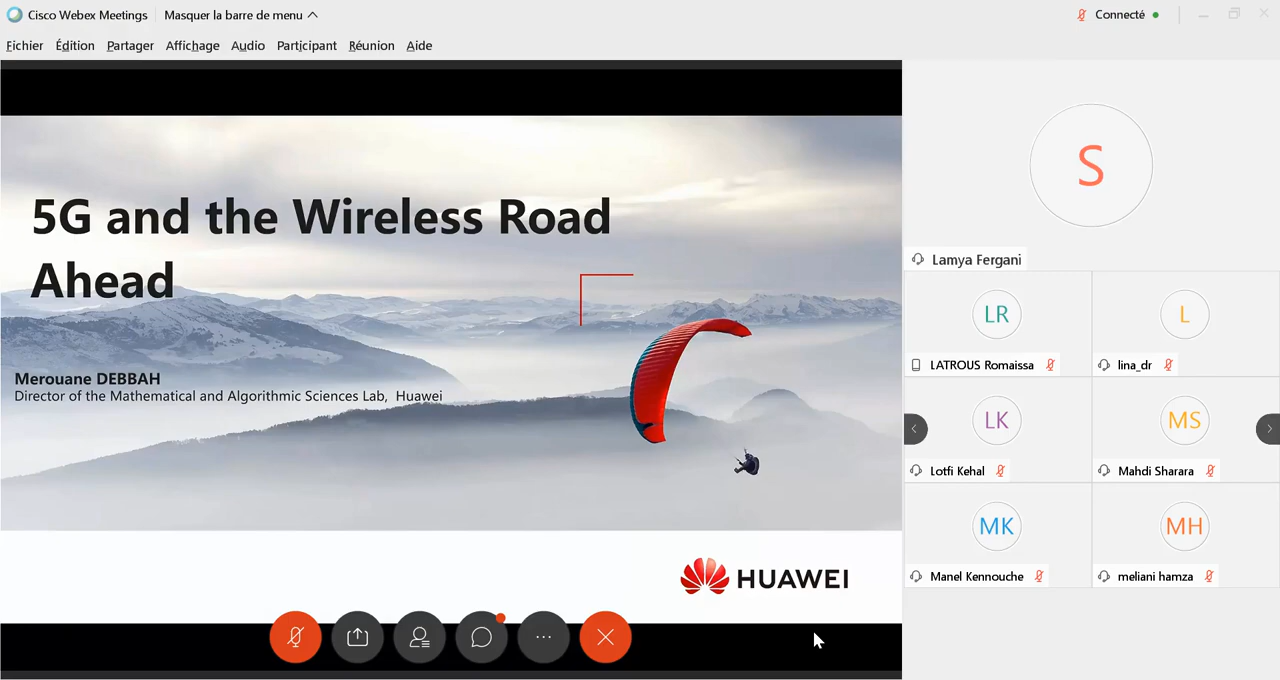 Cisco Webex Meetings
Masquer la barre de menu
Connecté
Fichier Édition Partager Affichage Audio Participant Réunion Aide
5G and the Wireless Road
Ahead
Merouane DEBBAH
Director of the Mathematical and Algorithmic Sciences Lab, Huawei
HUAWEI
S
Lamya Fergani
LR
LATROUS Romaissa
L
lina_dr
LK
Lotfi Kehal
MS
Mahdi Sharara
MK
Manel Kennouche
MH
meliani hamza